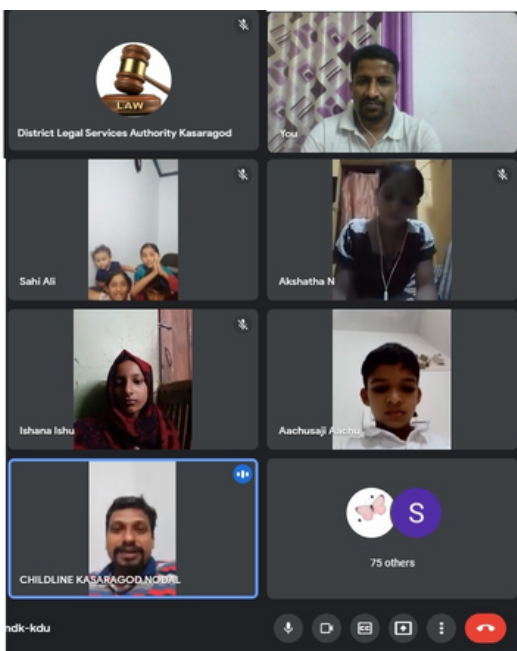 LAW
District Legal Services Authority Kasaragod
You
Sahi Ali
Akshatha N
Ishana Ishu
Aachusaji Aachu
CHILDLINE KASARAGOD NODAL
S
75 others
ndk-kdu
CC